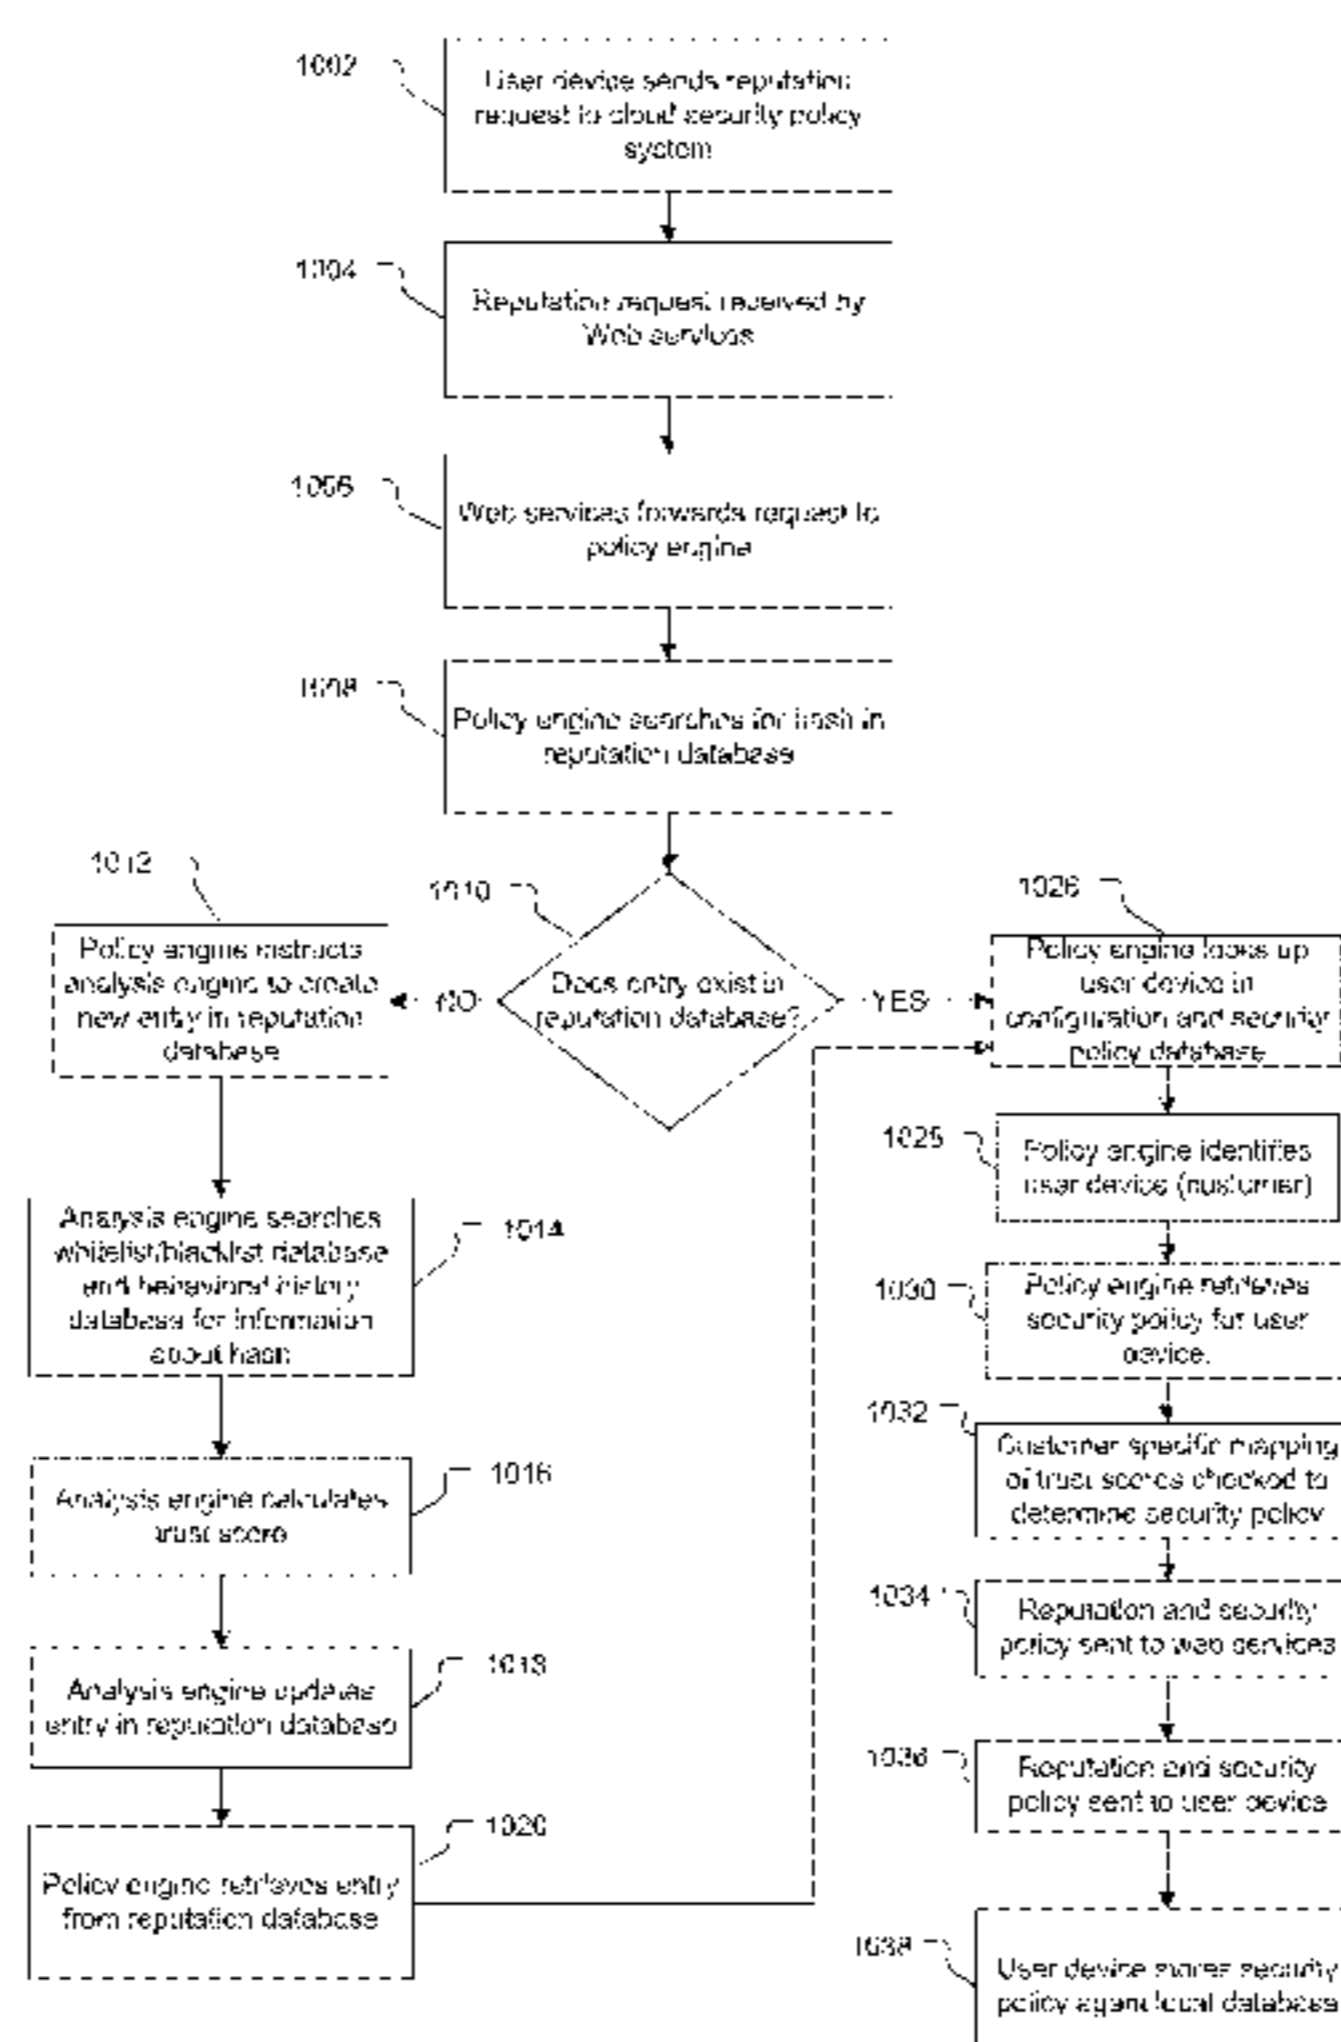 1002
User device sends reputation
request to cloud security policy
system
1004
Reputation request received by
Web services
1006
Web services forwards request to
policy engine
1008
Policy engine searches for hash in
reputation database
1010
Does entry exist in
reputation database?
NO
YES
1012
Policy engine instructs
analysis engine to create
new entry in reputation
database
1014
Analysis engine searches
whitelist/blacklist database
and behavioral history
database for information
about hash
1016
Analysis engine calculates
trust score
1018
Analysis engine updates
entry in reputation database
1020
Policy engine retrieves entry
from reputation database
1026
Policy engine looks up
user device in
configuration and security
policy database
Policy engine identifies
user device (customer)
1030
Policy engine retrieves
security policy for user
device.
1032
Customer specific mapping
of trust scores checked to
determine security policy
1034
Reputation and security
policy sent to web services
1036
Reputation and security
policy sent to user device
1038
User device stores security
policy agent local database